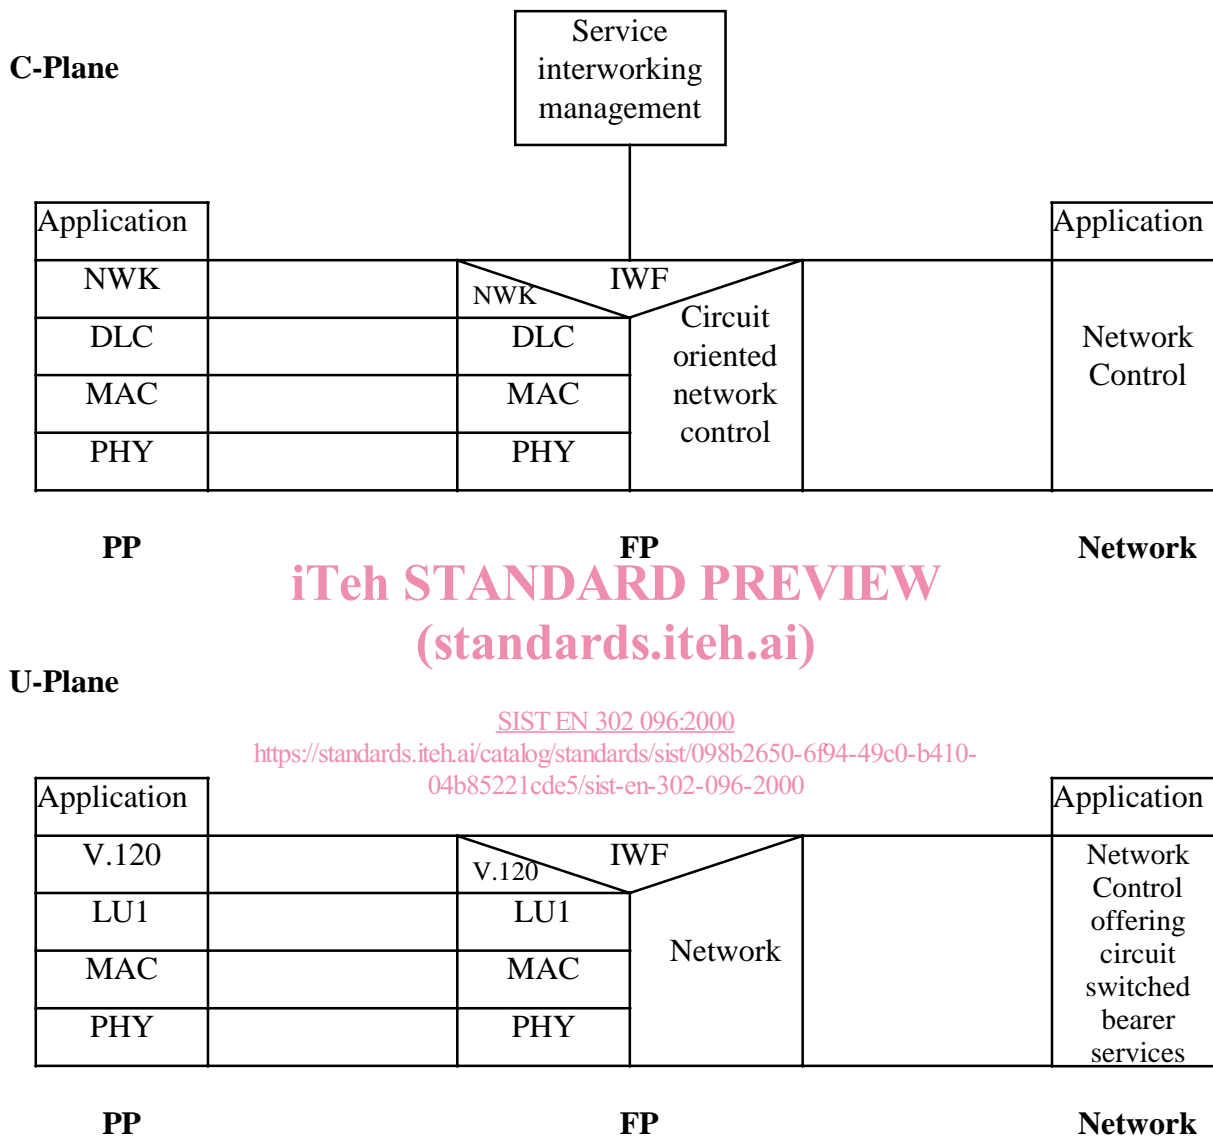 Service
interworking
management
C-Plane
Application
Application
NWK
NWK
IWF
DLC
DLC
Circuit
oriented
network
control
Network
Control
MAC
MAC
PHY
PHY
PP
FP
Network
iTeh STANDARD PREVIEW
(standards.iteh.ai)
U-Plane
SIST EN 302 096:2000
https://standards.iteh.ai/catalog/standards/sist/098b2650-6f94-49c0-b410-
04b85221cde5/sist-en-302-096-2000
Application
Application
V.120
V.120
IWF
Network
Control
offering
circuit
switched
bearer
services
LU1
LU1
Network
MAC
MAC
PHY
PHY
PP
FP
Network